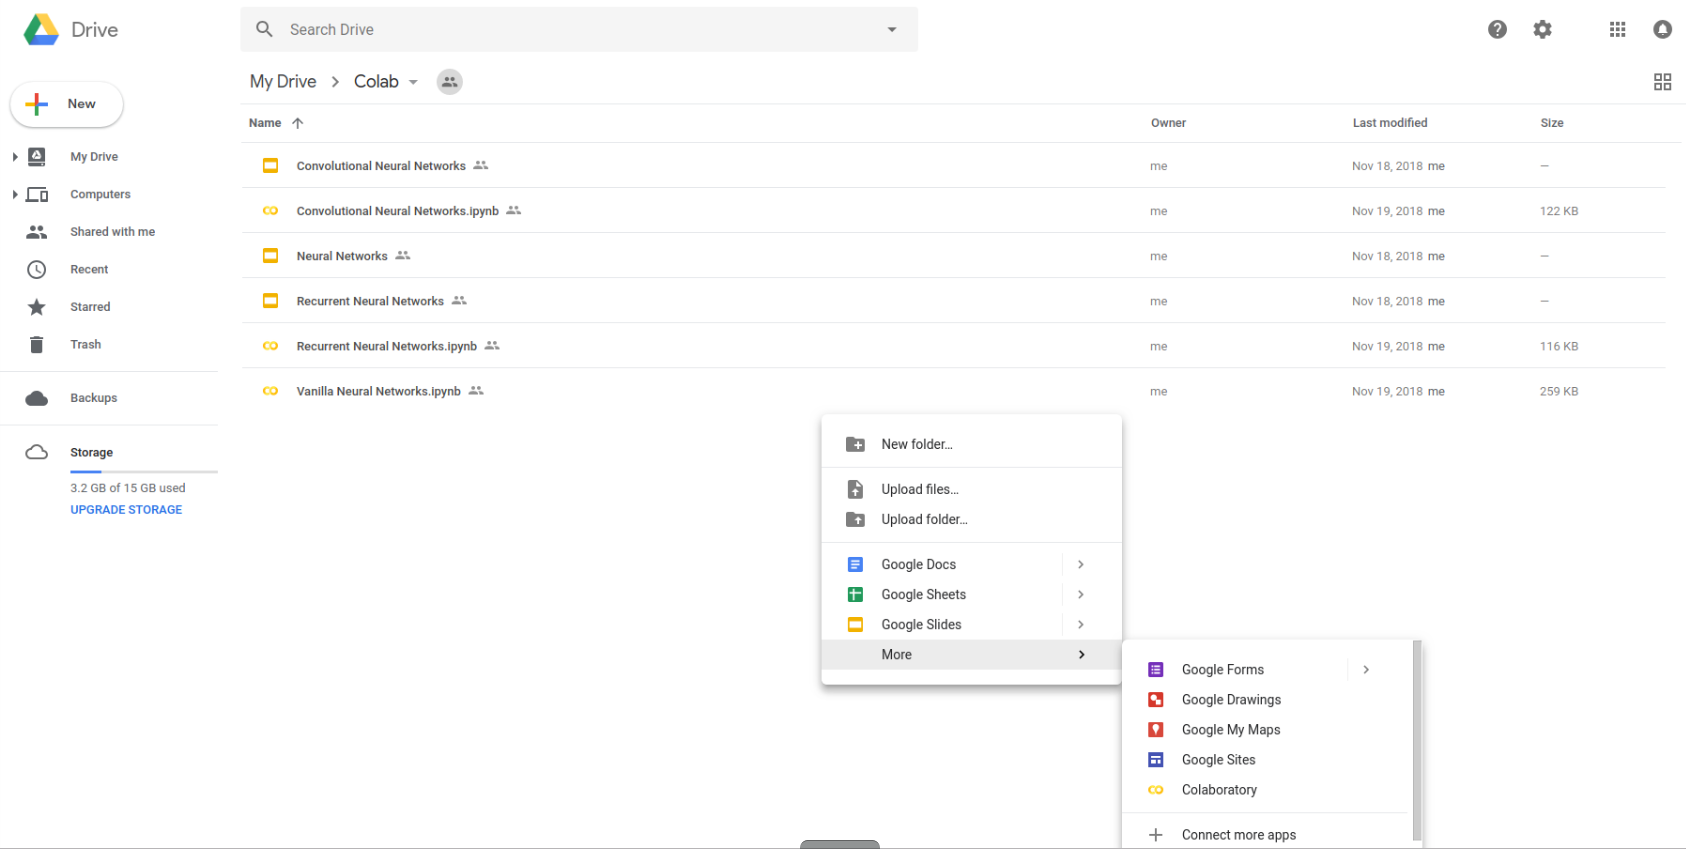 Drive
Search Drive
My Drive > Colab
New
Name Owner Last modified Size
My Drive
Computers
Shared with me
Recent
Starred
Trash
Backups
Storage
3.2 GB of 15 GB used
UPGRADE STORAGE
Convolutional Neural Networks me Nov 18, 2018 me —
Convolutional Neural Networks.ipynb me Nov 19, 2018 me 122 KB
Neural Networks me Nov 18, 2018 me —
Recurrent Neural Networks me Nov 18, 2018 me —
Recurrent Neural Networks.ipynb me Nov 19, 2018 me 116 KB
Vanilla Neural Networks.ipynb me Nov 19, 2018 me 259 KB
New folder...
Upload files...
Upload folder...
Google Docs
Google Sheets
Google Slides
More
Google Forms
Google Drawings
Google My Maps
Google Sites
Colaboratory
Connect more apps